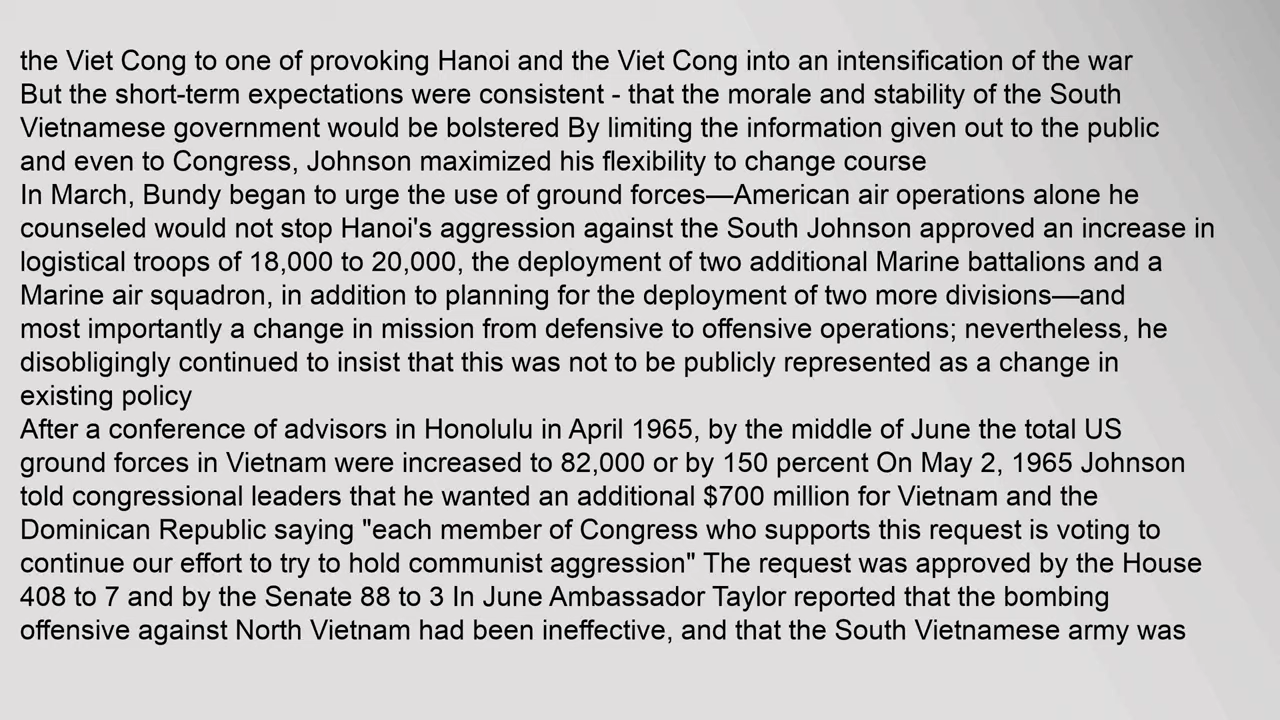 the Viet Cong to one of provoking Hanoi and the Viet Cong into an intensification of the war
But the short-term expectations were consistent - that the morale and stability of the South
Vietnamese government would be bolstered By limiting the information given out to the public
and even to Congress, Johnson maximized his flexibility to change course
In March, Bundy began to urge the use of ground forces—American air operations alone he
counseled would not stop Hanoi's aggression against the South Johnson approved an increase in
logistical troops of 18,000 to 20,000, the deployment of two additional Marine battalions and a
Marine air squadron, in addition to planning for the deployment of two more divisions—and
most importantly a change in mission from defensive to offensive operations; nevertheless, he
disobligingly continued to insist that this was not to be publicly represented as a change in
existing policy
After a conference of advisors in Honolulu in April 1965, by the middle of June the total US
ground forces in Vietnam were increased to 82,000 or by 150 percent On May 2, 1965 Johnson
told congressional leaders that he wanted an additional $700 million for Vietnam and the
Dominican Republic saying "each member of Congress who supports this request is voting to
continue our effort to try to hold communist aggression" The request was approved by the House
408 to 7 and by the Senate 88 to 3 In June Ambassador Taylor reported that the bombing
offensive against North Vietnam had been ineffective, and that the South Vietnamese army was